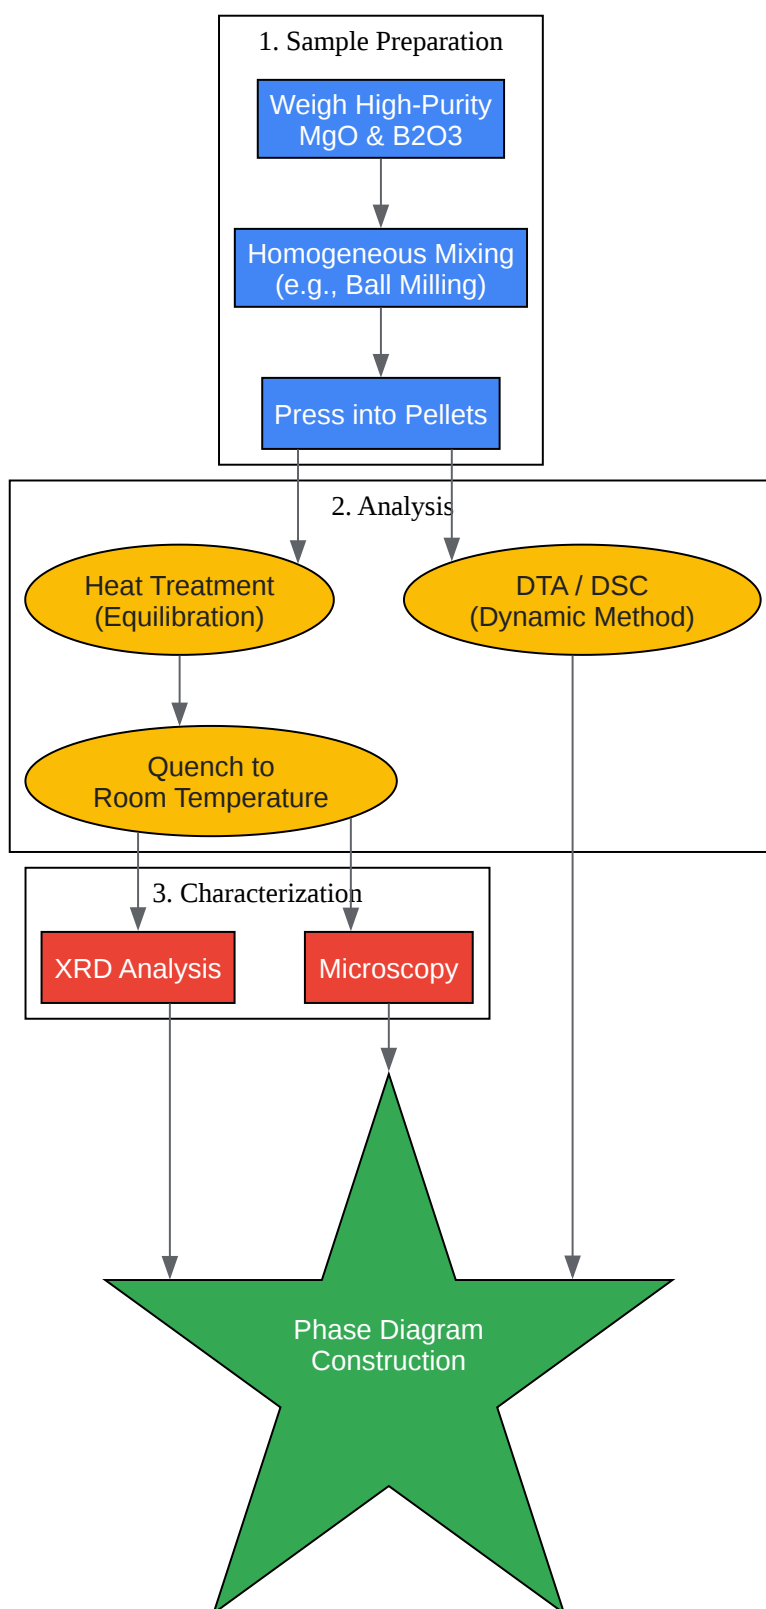 1. Sample Preparation
Weigh High-Purity
MgO & B2O3
Homogeneous Mixing
(e.g., Ball Milling)
Press into Pellets
2. Analysis
Heat Treatment
(Equilibration)
DTA / DSC
(Dynamic Method)
Quench to
Room Temperature
3. Characterization
XRD Analysis
Microscopy
Phase Diagram
Construction